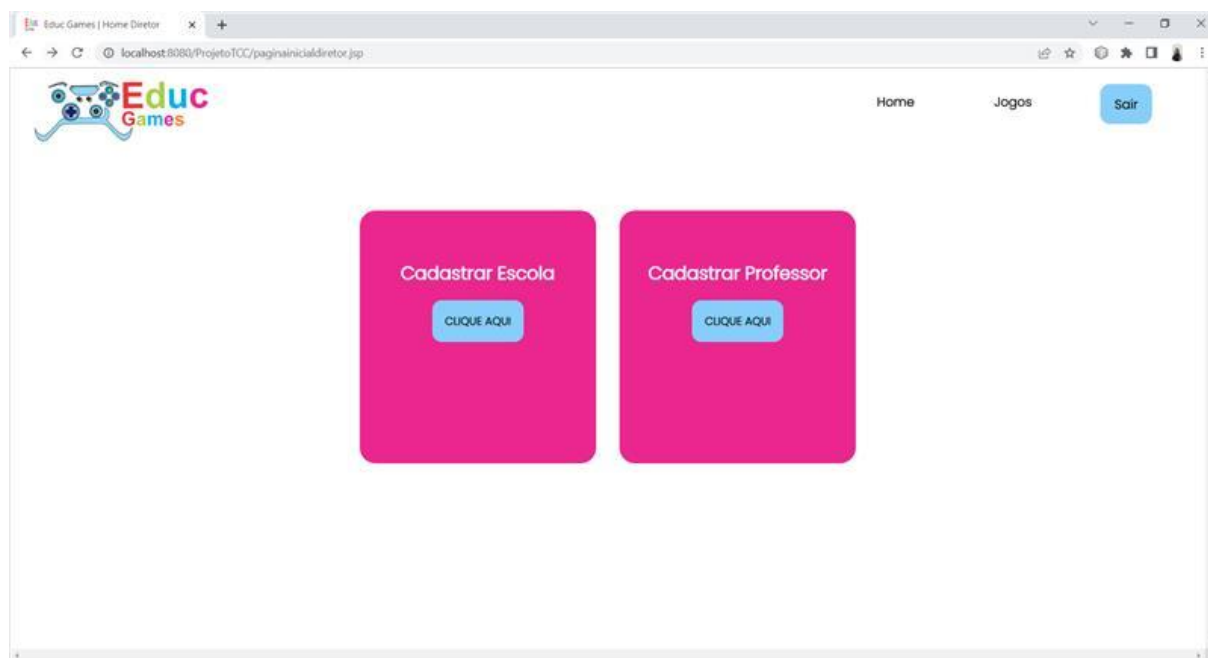 Educ Games | Home Diretor
localhost:8080/ProjetoTCC/paginainicialdiretor.jsp
Educ
Games
Home
Jogos
Sair
Cadastrar Escola
Cadastrar Professor
CLIQUE AQUI
CLIQUE AQUI